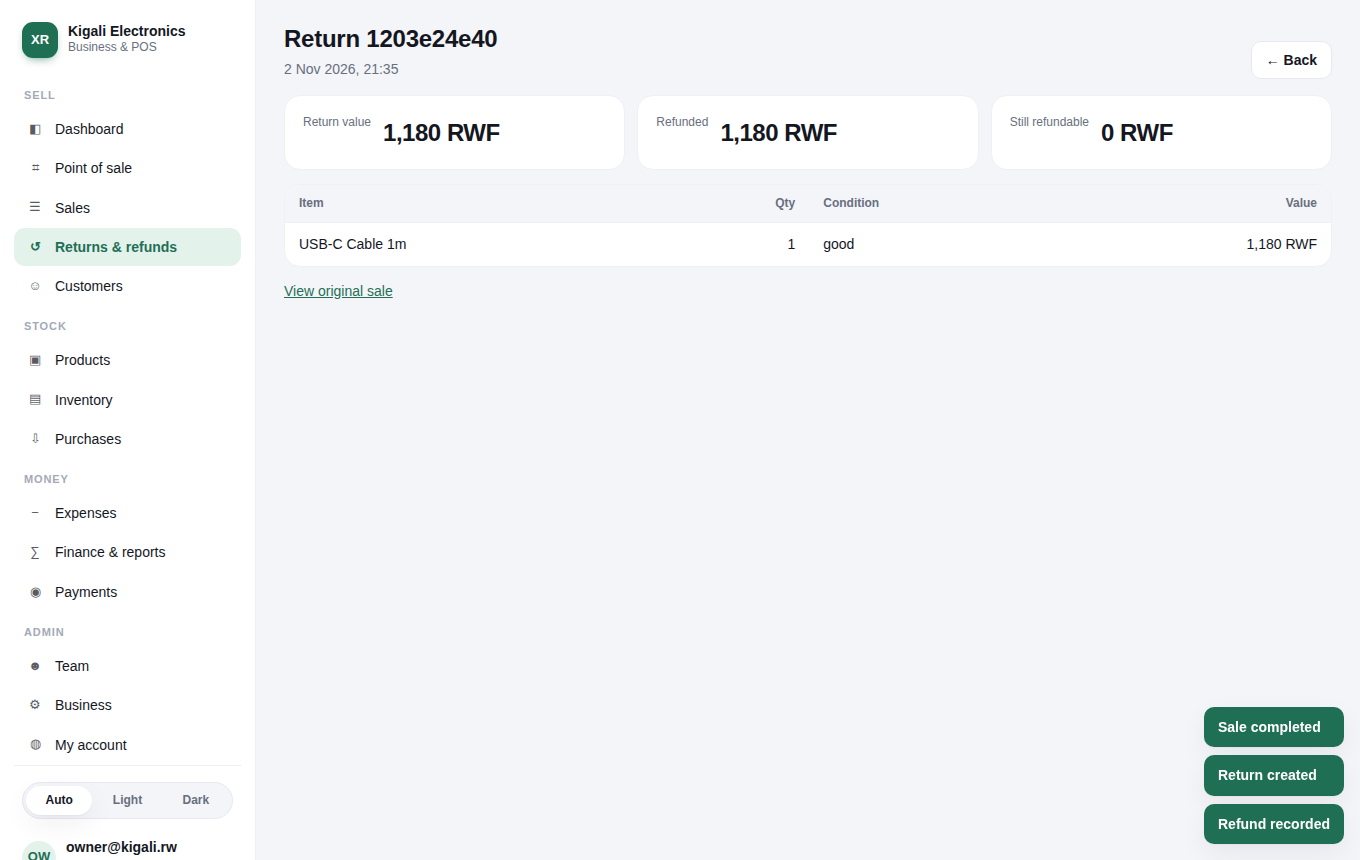 XR
Kigali Electronics
Business & POS
SELL
Dashboard
Point of sale
Sales
Returns & refunds
Customers
STOCK
Products
Inventory
Purchases
MONEY
Expenses
Finance & reports
Payments
ADMIN
Team
Business
My account
Auto Light Dark
OW
owner@kigali.rw
Return 1203e24e40
2 Nov 2026, 21:35
← Back
Return value 1,180 RWF
Refunded 1,180 RWF
Still refundable 0 RWF
Item Qty Condition Value
USB-C Cable 1m 1 good 1,180 RWF
View original sale
Sale completed
Return created
Refund recorded